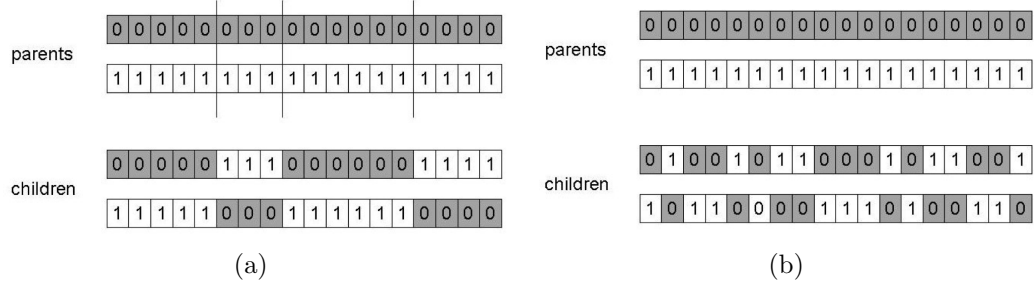 0 0 0 0 0 0 0 0 0 0 0 0 0 0 0 0 0 0
parents
1 1 1 1 1 1 1 1 1 1 1 1 1 1 1 1 1 1
0 0 0 0 0 1 1 1 0 0 0 0 0 0 1 1 1 1
children
1 1 1 1 1 0 0 0 1 1 1 1 1 1 0 0 0 0
(a)
0 0 0 0 0 0 0 0 0 0 0 0 0 0 0 0 0 0
parents
1 1 1 1 1 1 1 1 1 1 1 1 1 1 1 1 1 1
0 1 0 0 1 0 1 1 0 0 0 1 0 1 1 0 0 1
children
1 0 1 1 0 0 0 0 1 1 1 0 1 0 0 1 1 0
(b)